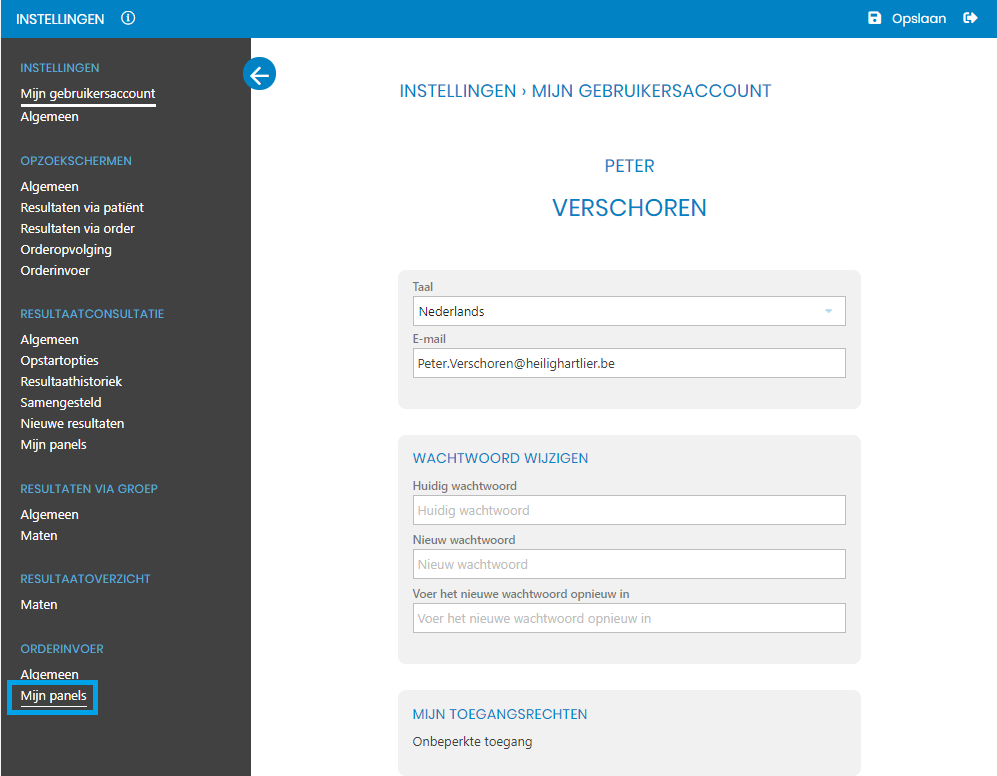 INSTELLINGEN
Opslaan
INSTELLINGEN
Mijn gebruikersaccount
Algemeen
OPZOEKSCHERMEN
Algemeen
Resultaten via patiënt
Resultaten via order
Orderopvolging
Orderinvoer
RESULTAATCONSULTATIE
Algemeen
Opstartopties
Resultaathistoriek
Samengesteld
Nieuwe resultaten
Mijn panels
RESULTATEN VIA GROEP
Algemeen
Maten
RESULTAATOVERZICHT
Maten
ORDERINVOER
Algemeen
Mijn panels
INSTELLINGEN › MIJN GEBRUIKERSACCOUNT
PETER
VERSCHOREN
Taal
Nederlands
E-mail
Peter.Verschoren@heilighartlier.be
WACHTWOORD WIJZIGEN
Huidig wachtwoord
Huidig wachtwoord
Nieuw wachtwoord
Nieuw wachtwoord
Voer het nieuwe wachtwoord opnieuw in
Voer het nieuwe wachtwoord opnieuw in
MIJN TOEGANGSRECHTEN
Onbeperkte toegang